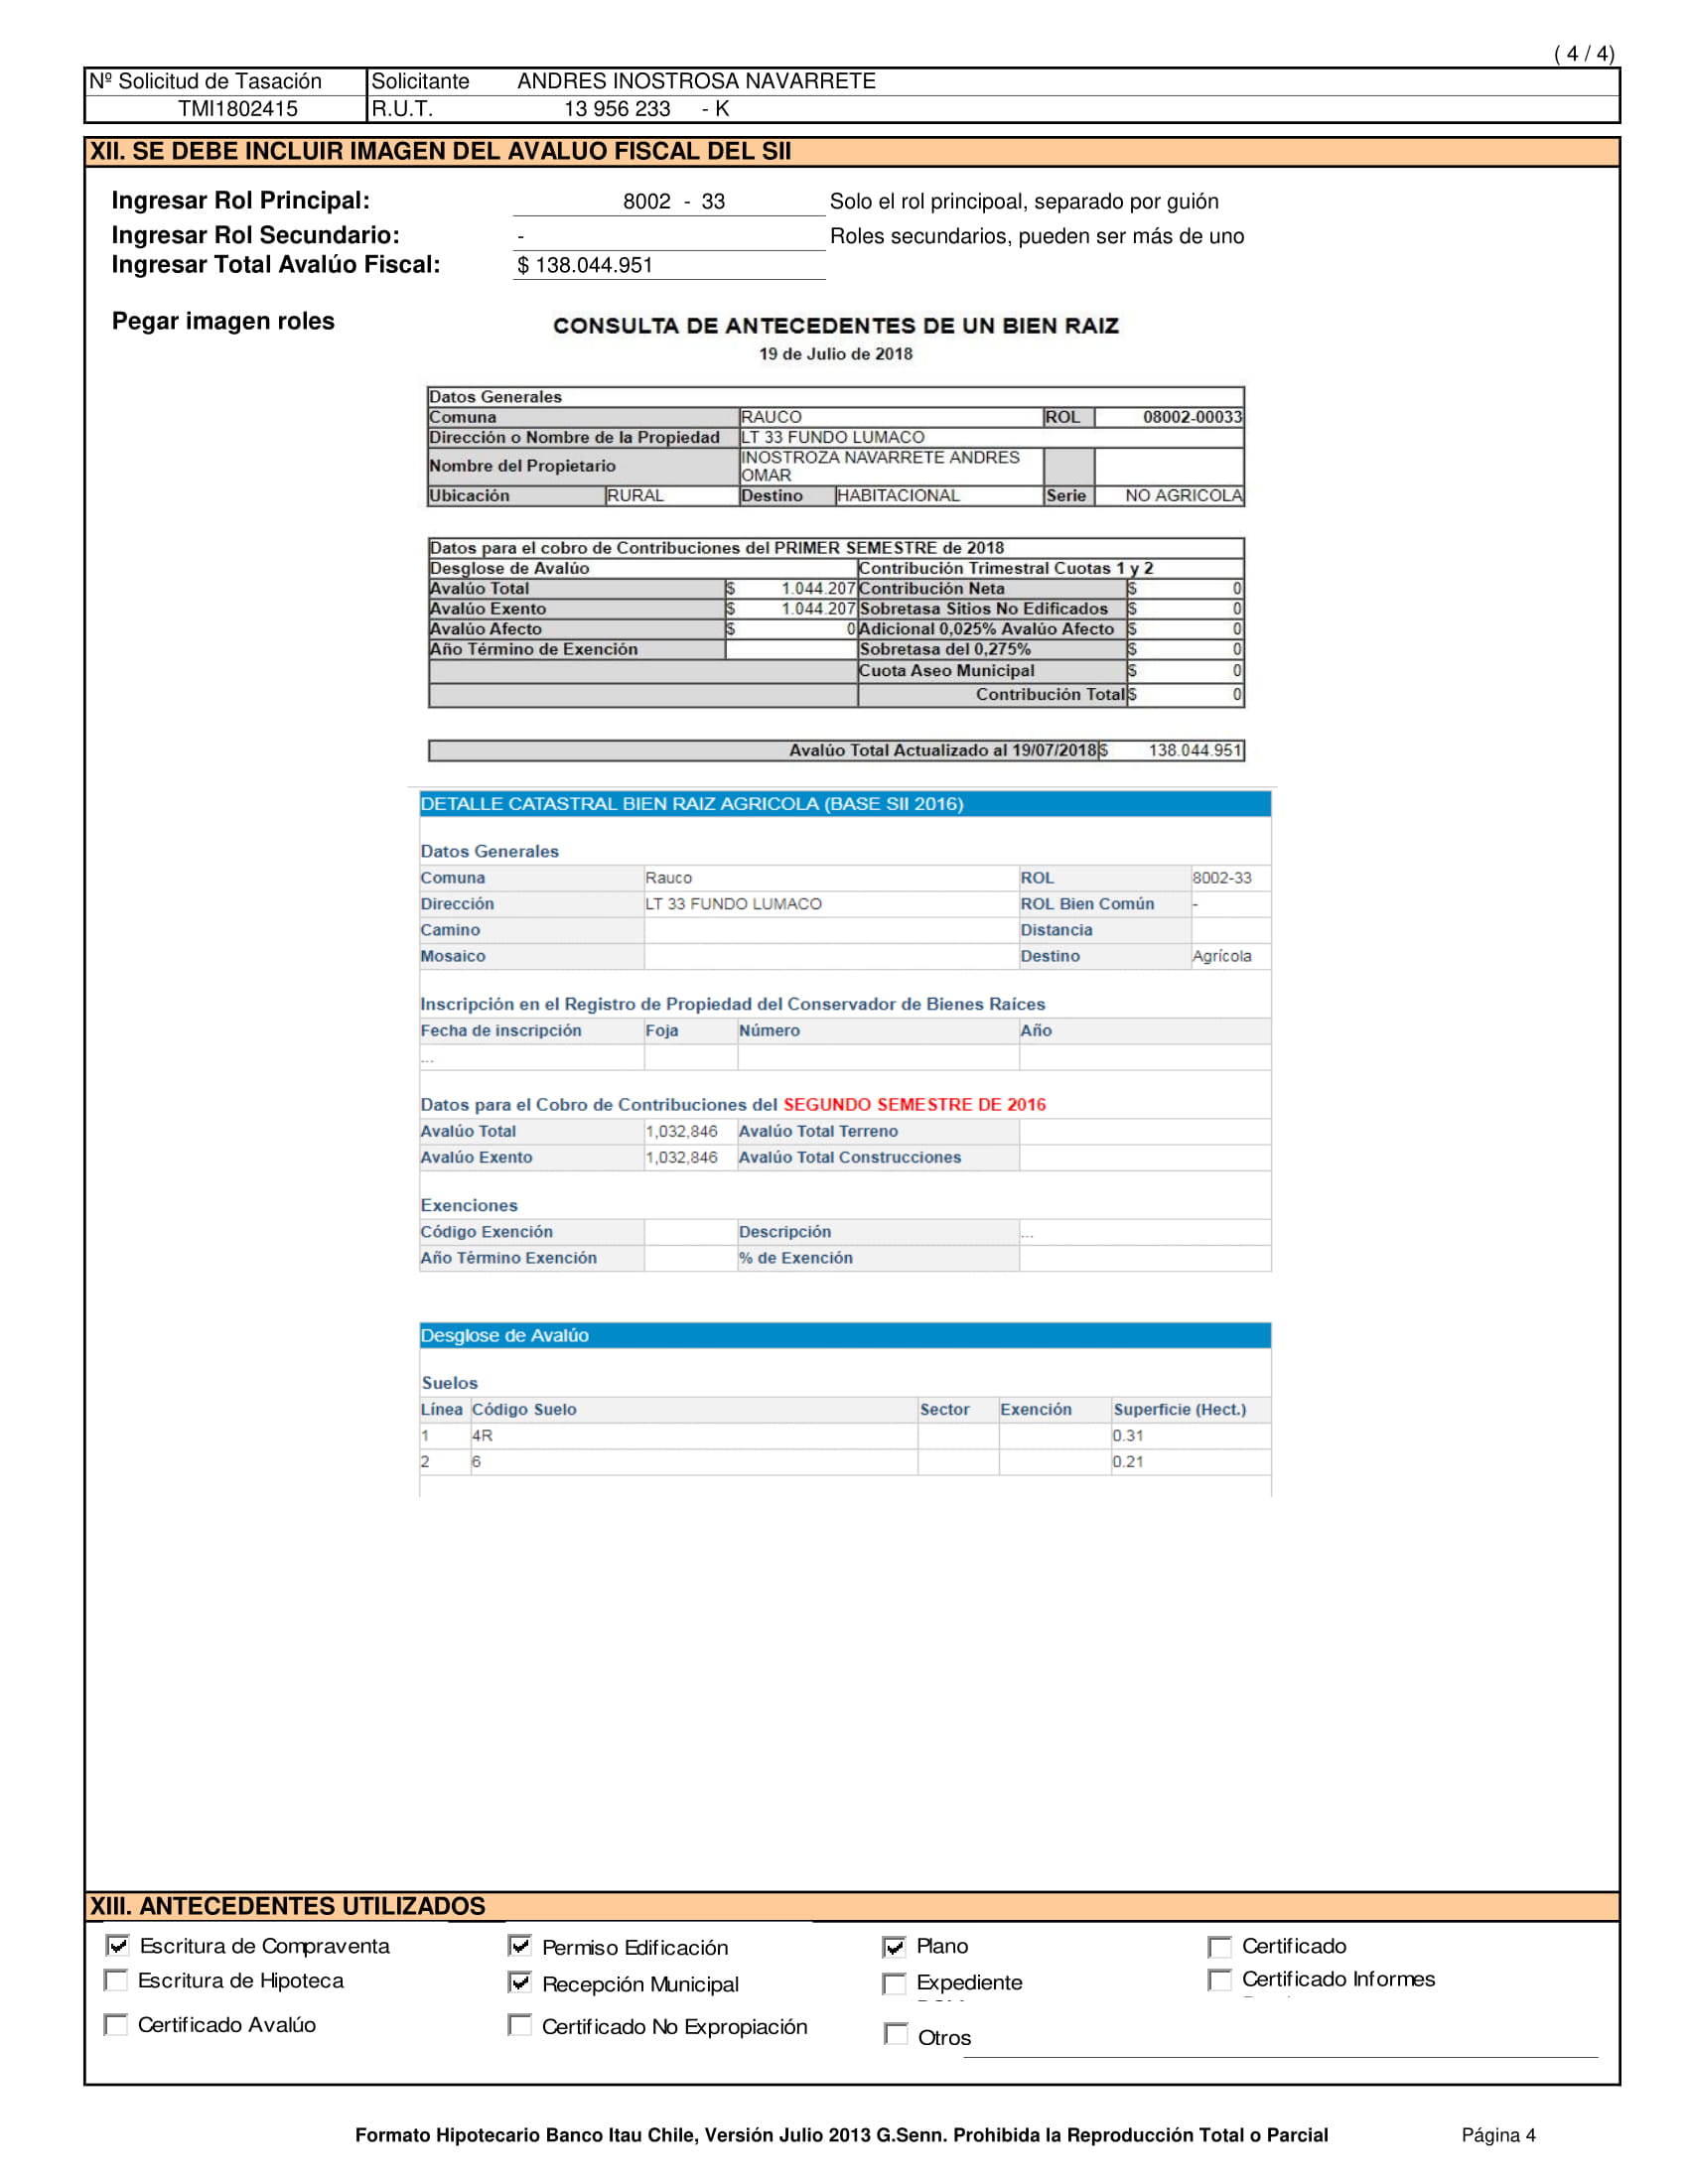 ( 4 / 4)
Nº Solicitud de Tasación Solicitante ANDRES INOSTROSA NAVARRETE
TMI1802415 R.U.T. 13 956 233 - K
XII. SE DEBE INCLUIR IMAGEN DEL AVALUO FISCAL DEL SII
Ingresar Rol Principal: 8002 - 33 Solo el rol principoal, separado por guión
Ingresar Rol Secundario: - Roles secundarios, pueden ser más de uno
Ingresar Total Avalúo Fiscal: $ 138.044.951
Pegar imagen roles
CONSULTA DE ANTECEDENTES DE UN BIEN RAIZ
19 de Julio de 2018
Datos Generales
Comuna RAUCO ROL 08002-00033
Dirección o Nombre de la Propiedad LT 33 FUNDO LUMACO
Nombre del Propietario INOSTROZA NAVARRETE ANDRES
OMAR
Ubicación RURAL Destino HABITACIONAL Serie NO AGRICOLA
Datos para el cobro de Contribuciones del PRIMER SEMESTRE de 2018
Desglose de Avalúo Contribución Trimestral Cuotas 1 y 2
Avalúo Total $ 1.044.207 Contribución Neta $ 0
Avalúo Exento $ 1.044.207 Sobretasa Sitios No Edificados $ 0
Avalúo Afecto $ 0 Adicional 0,025% Avalúo Afecto $ 0
Año Término de Exención Sobretasa del 0,275% $ 0
Cuota Aseo Municipal $ 0
Contribución Total $ 0
Avalúo Total Actualizado al 19/07/2018 $ 138.044.951
DETALLE CATASTRAL BIEN RAIZ AGRICOLA (BASE SII 2016)
Datos Generales
Comuna Rauco ROL 8002-33
Dirección LT 33 FUNDO LUMACO ROL Bien Común -
Camino Distancia
Mosaico Destino Agrícola
Inscripción en el Registro de Propiedad del Conservador de Bienes Raíces
Fecha de inscripción Foja Número Año
...
Datos para el Cobro de Contribuciones del SEGUNDO SEMESTRE DE 2016
Avalúo Total 1,032,846 Avalúo Total Terreno
Avalúo Exento 1,032,846 Avalúo Total Construcciones
Exenciones
Código Exención Descripción ...
Año Término Exención % de Exención
Desglose de Avalúo
Suelos
Línea Código Suelo Sector Exención Superficie (Hect.)
1 4R 0.31
2 6 0.21
XIII. ANTECEDENTES UTILIZADOS
Escritura de Compraventa Permiso Edificación Plano Certificado
Escritura de Hipoteca Recepción Municipal Expediente Certificado Informes
Certificado Avalúo Certificado No Expropiación Otros
Formato Hipotecario Banco Itau Chile, Versión Julio 2013 G.Senn. Prohibida la Reproducción Total o Parcial Página 4